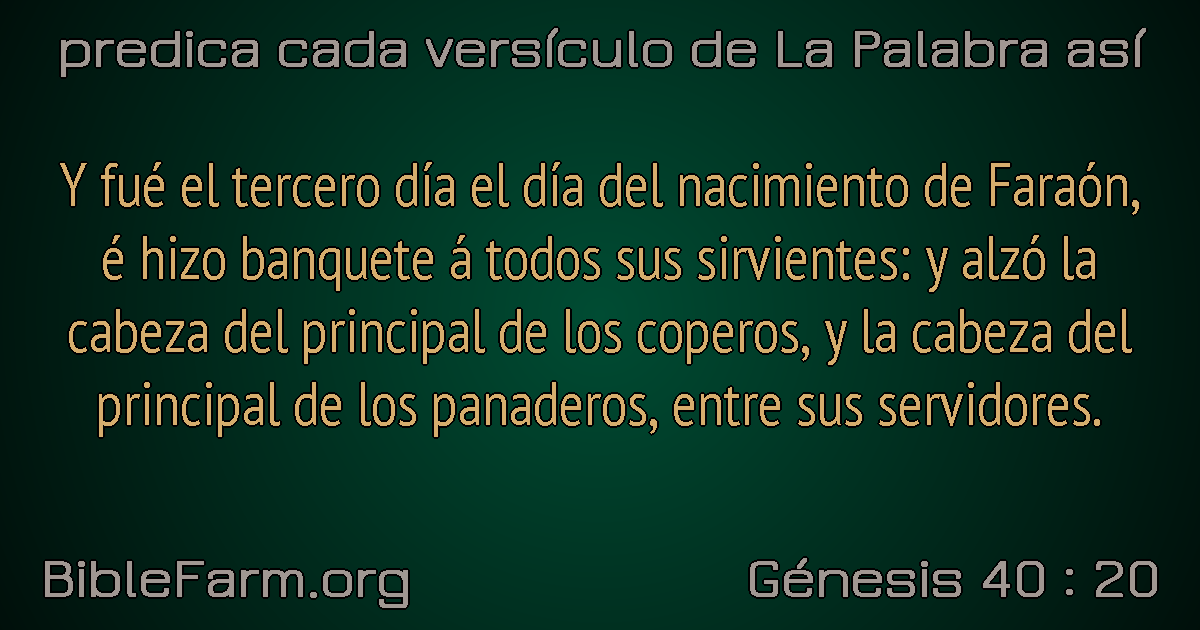 predica cada versículo de La Palabra así
Y fué el tercero día el día del nacimiento de Faraón,
é hizo banquete á todos sus sirvientes: y alzó la
cabeza del principal de los coperos, y la cabeza del
principal de los panaderos, entre sus servidores.
BibleFarm.org
Génesis 40 : 20